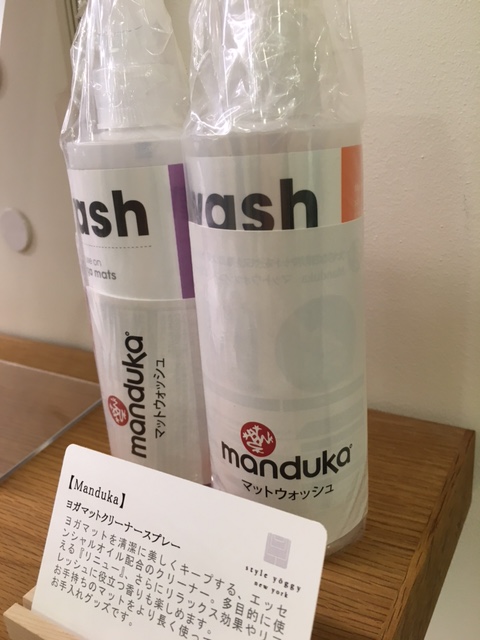 ash
use on
mats
manduka
マットウォッシュ
wash
manduka
マットウォッシュ
【Manduka】
ヨガマットクリーナースプレー
ヨガマットを清潔に美しくキープする、エッセ
ンシャルオイル配合のクリーナー。多目的に使
える『リニュー』、さらにリラックス効果やリフ
レッシュに役立つ香りも楽しめます。
お手持ちのマットをより長く使っ
お手入れグッズです。
style yoggy
new york